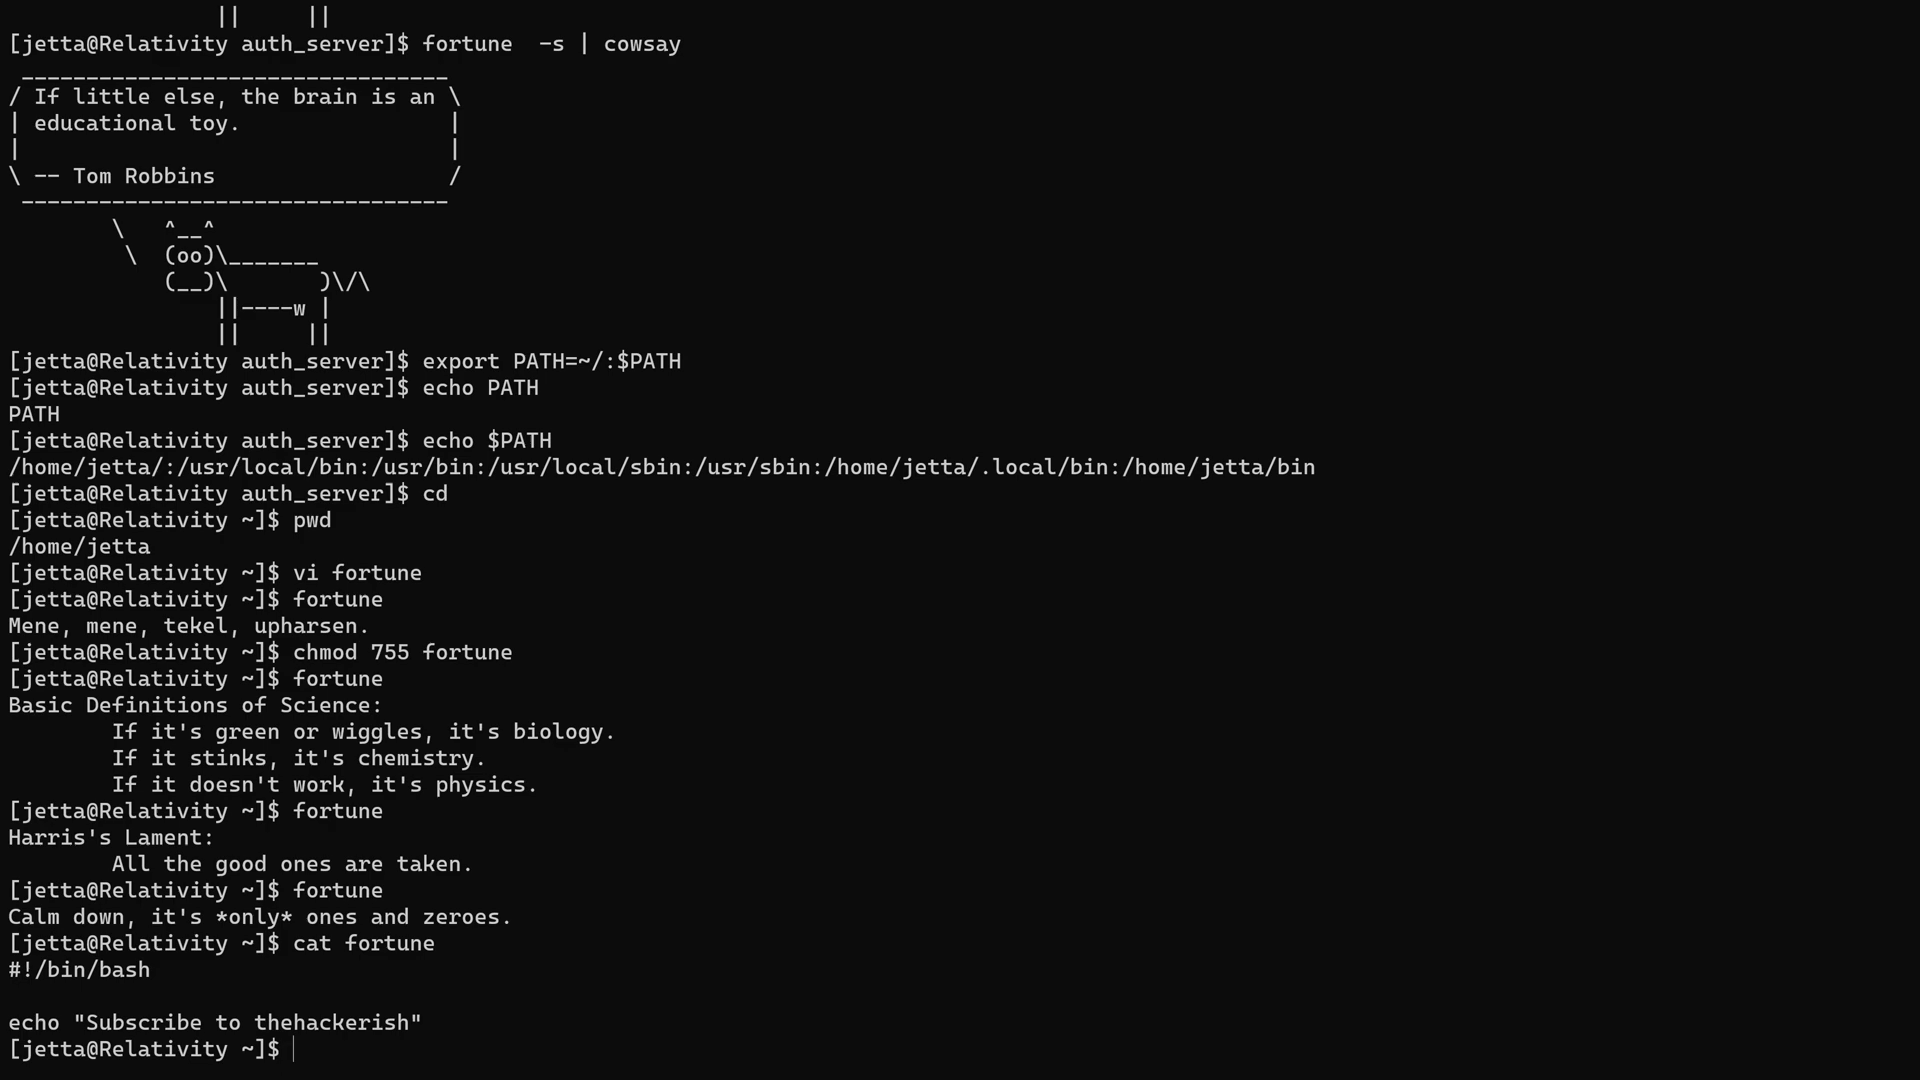 ||     ||
[jetta@Relativity auth_server]$ fortune  -s | cowsay
 _________________________________
/ If little else, the brain is an \
| educational toy.                |
|                                 |
\ -- Tom Robbins                  /
 ---------------------------------
        \   ^__^
         \  (oo)\_______
            (__)\       )\/\
                ||----w |
                ||     ||
[jetta@Relativity auth_server]$ export PATH=~/:$PATH
[jetta@Relativity auth_server]$ echo PATH
PATH
[jetta@Relativity auth_server]$ echo $PATH
/home/jetta/:/usr/local/bin:/usr/bin:/usr/local/sbin:/usr/sbin:/home/jetta/.local/bin:/home/jetta/bin
[jetta@Relativity auth_server]$ cd
[jetta@Relativity ~]$ pwd
/home/jetta
[jetta@Relativity ~]$ vi fortune
[jetta@Relativity ~]$ fortune
Mene, mene, tekel, upharsen.
[jetta@Relativity ~]$ chmod 755 fortune
[jetta@Relativity ~]$ fortune
Basic Definitions of Science:
        If it's green or wiggles, it's biology.
        If it stinks, it's chemistry.
        If it doesn't work, it's physics.
[jetta@Relativity ~]$ fortune
Harris's Lament:
        All the good ones are taken.
[jetta@Relativity ~]$ fortune
Calm down, it's *only* ones and zeroes.
[jetta@Relativity ~]$ cat fortune
#!/bin/bash

echo "Subscribe to thehackerish"
[jetta@Relativity ~]$